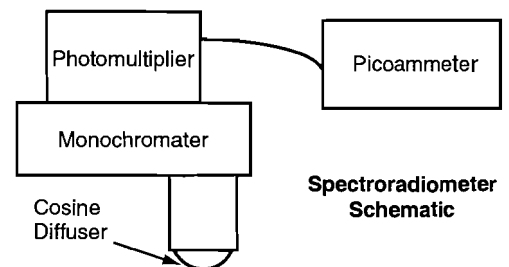 Photomultiplier
Picoammeter
Monochromater
Spectroradiometer
Schematic
Cosine
Diffuser